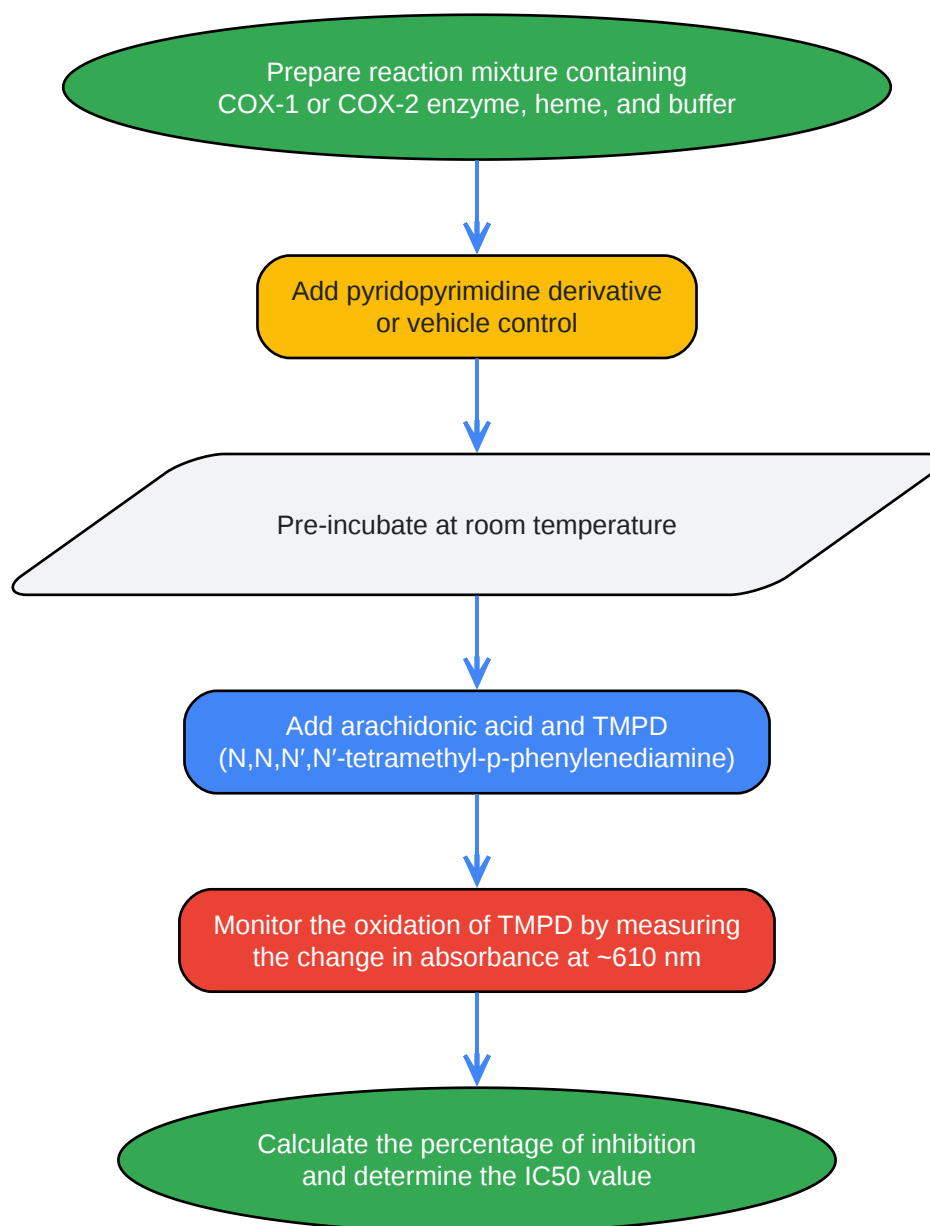 Prepare reaction mixture containing
COX-1 or COX-2 enzyme, heme, and buffer
Add pyridopyrimidine derivative
or vehicle control
Pre-incubate at room temperature
Add arachidonic acid and TMPD
(N,N,N′,N′-tetramethyl-p-phenylenediamine)
Monitor the oxidation of TMPD by measuring
the change in absorbance at ~610 nm
Calculate the percentage of inhibition
and determine the IC50 value